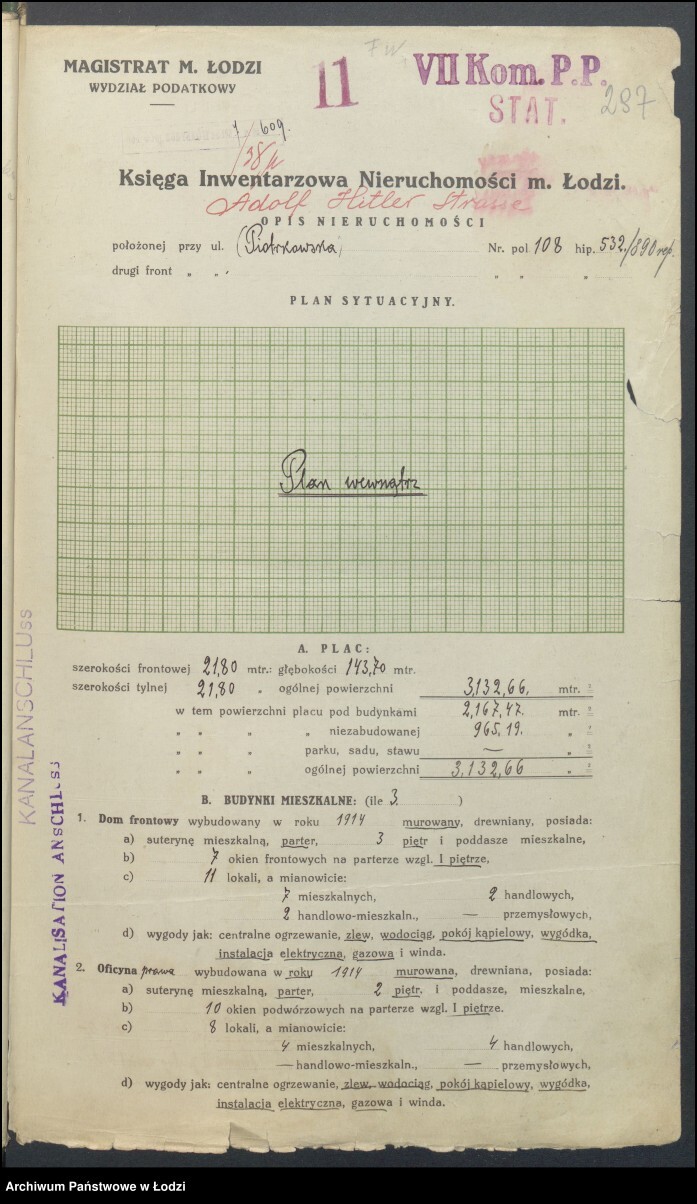 MAGISTRAT M. ŁODZI
WYDZIAŁ PODATKOWY
11
VII Kom. P.P.
STAT.
287
609.
Księga Inwentarzowa Nieruchomości m. Łodzi.
Adolf Hitler Strasse
OPIS NIERUCHOMOŚCI
położonej przy ul. (Piotrkowska) Nr. pol. 108 hip. 532/890 rep.
drugi front „ „ „ „ „
PLAN SYTUACYJNY.
Plan wewnątrz
A. PLAC:
szerokości frontowej 21,80 mtr.: głębokości 143,70 mtr.
szerokości tylnej 21,80 „ ogólnej powierzchni 3,132,66. mtr. ²
w tem powierzchni placu pod budynkami 2,167,47. mtr. ²
„ „ „ „ niezabudowanej 965,19. „ ²
„ „ „ parku, sadu, stawu — „ ²
„ „ „ ogólnej powierzchni 3,132,66 „ ²
B. BUDYNKI MIESZKALNE: (ile 3. )
1. Dom frontowy wybudowany w roku 1914 murowany, drewniany, posiada:
a) suterynę mieszkalną, parter, 3 piętr i poddasze mieszkalne,
b) 7 okien frontowych na parterze wzgl. I piętrze,
c) 11 lokali, a mianowicie:
7 mieszkalnych, 2 handlowych,
2 handlowo-mieszkaln., — przemysłowych,
d) wygody jak: centralne ogrzewanie, zlew, wodociąg, pokój kąpielowy, wygódka,
instalacja elektryczna, gazowa i winda.
2. Oficyna prawa wybudowana w roku 1914 murowana, drewniana, posiada:
a) suterynę mieszkalną, parter, 2 piętr. i poddasze, mieszkalne,
b) 10 okien podwórzowych na parterze wzgl. I piętrze.
c) 8 lokali, a mianowicie:
4 mieszkalnych, 4 handlowych,
— handlowo-mieszkaln., — przemysłowych,
d) wygody jak: centralne ogrzewanie, zlew, wodociąg, pokój kąpielowy, wygódka,
instalacja elektryczna, gazowa i winda.
KANALANSCHLUss
KANALISATION ANSCHLUSS
Archiwum Państwowe w Łodzi